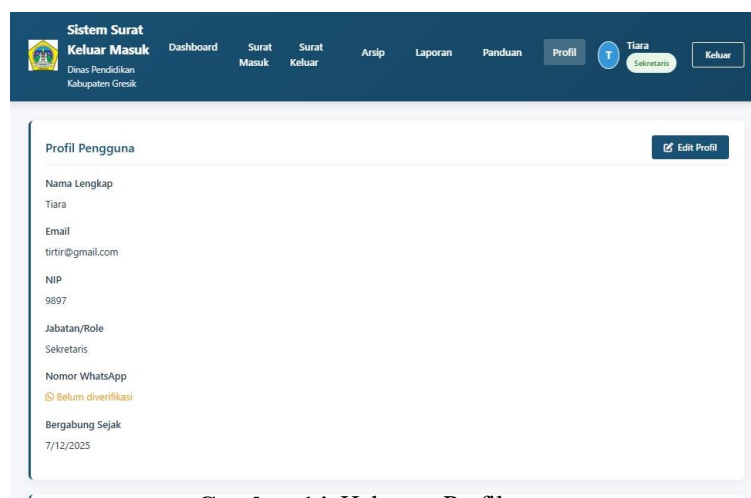 Sistem Surat
Keluar Masuk
Dinas Pendidikan
Kabupaten Gresik
Dashboard
Surat
Masuk
Surat
Keluar
Arsip
Laporan
Panduan
Profil
T
Tiara
Sekretaris
Keluar
Profil Pengguna
Edit Profil
Nama Lengkap
Tiara
Email
tirtir@gmail.com
NIP
9897
Jabatan/Role
Sekretaris
Nomor WhatsApp
Belum diverifikasi
Bergabung Sejak
7/12/2025